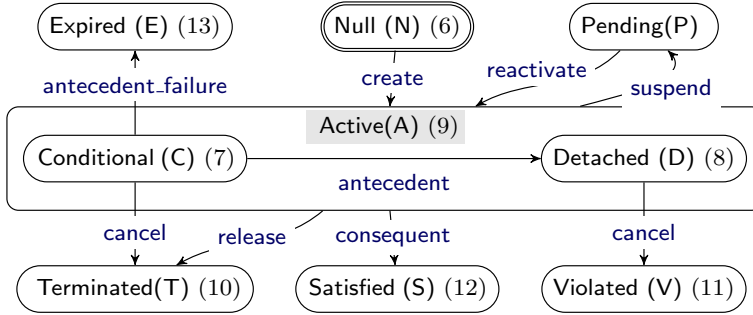 Expired (E) (13)
Null (N) (6)
Pending(P)
antecedent_failure
create
reactivate
suspend
Active(A) (9)
Conditional (C) (7)
Detached (D) (8)
antecedent
cancel
release
consequent
cancel
Terminated(T) (10)
Satisfied (S) (12)
Violated (V) (11)